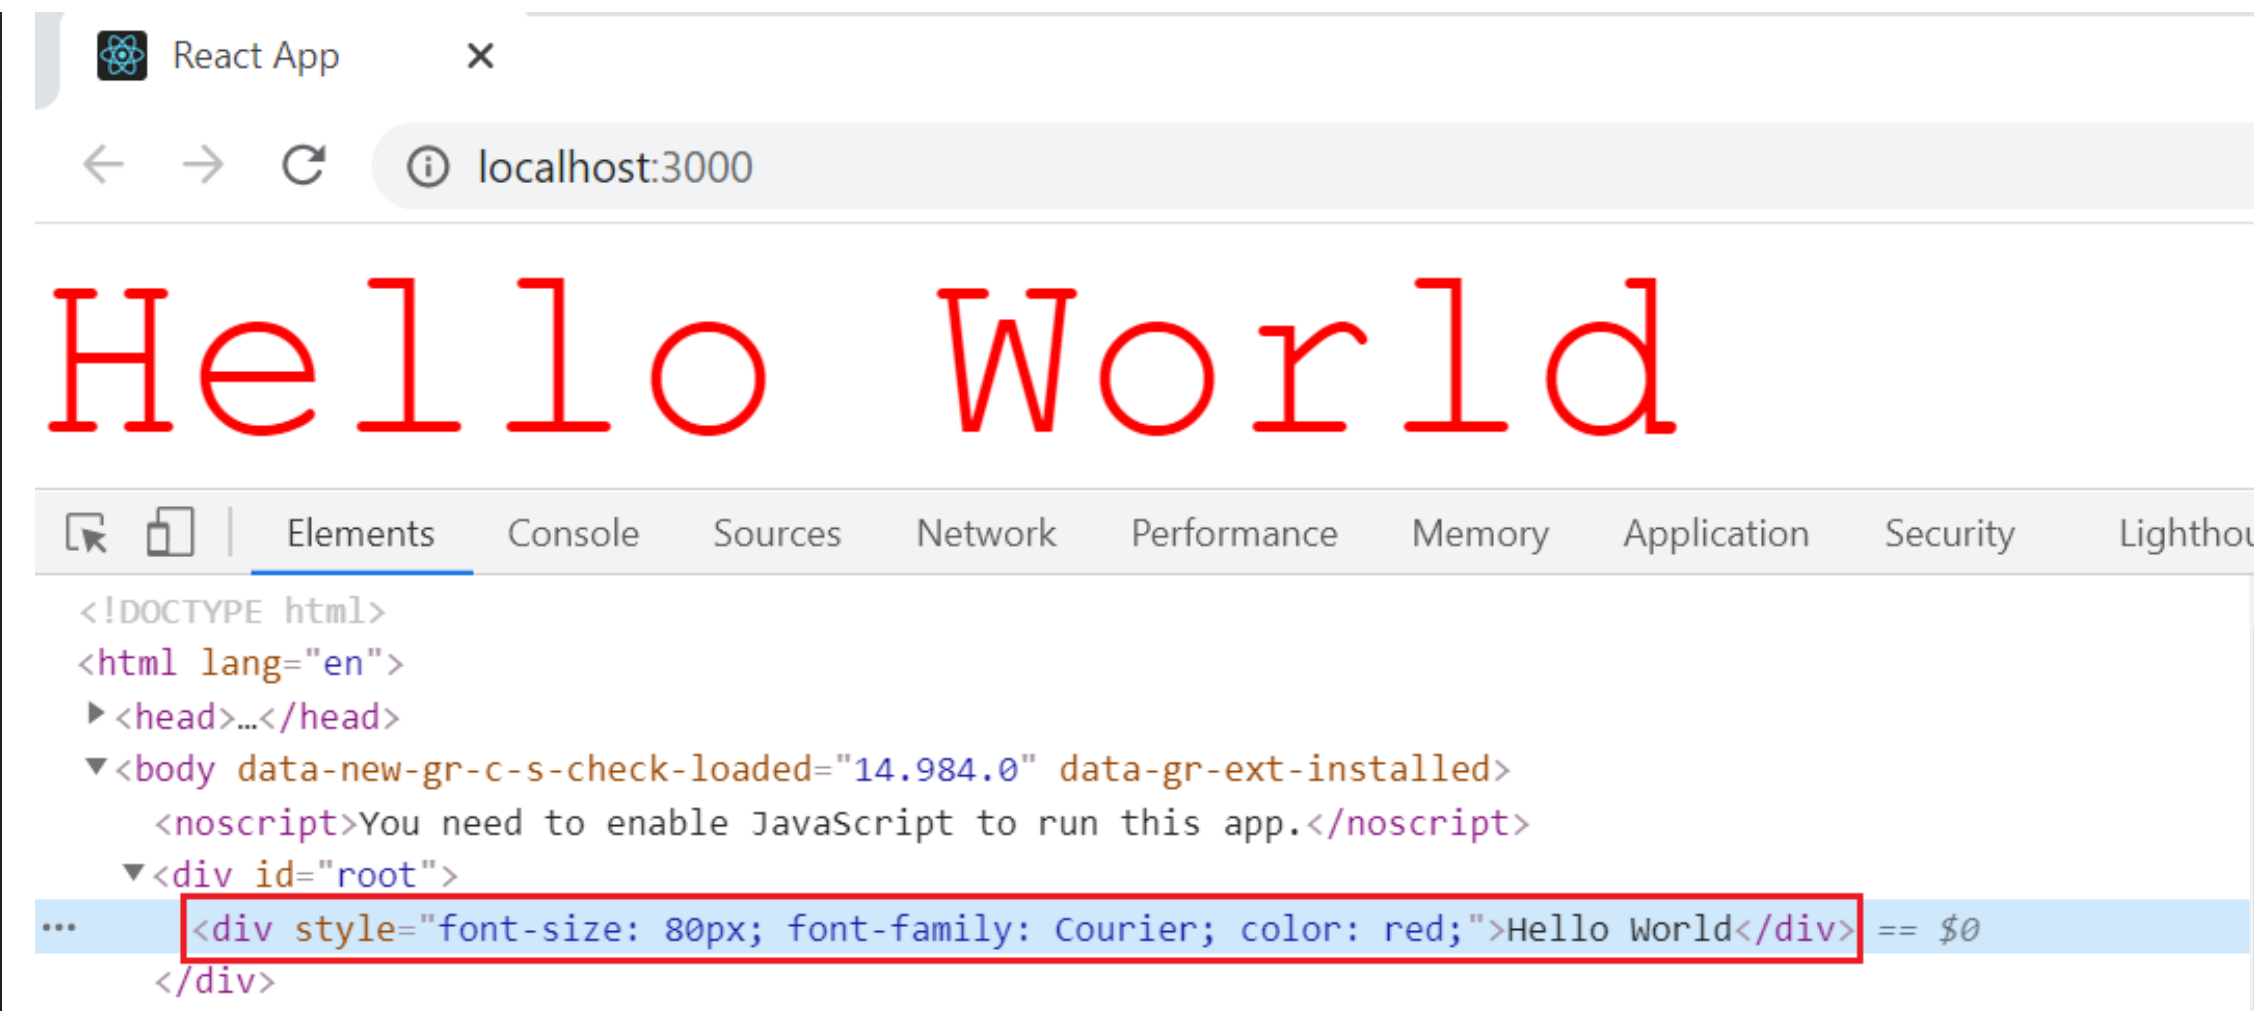 React App
localhost:3000
Hello World
Elements Console Sources Network Performance Memory Application Security Lighthou
<!DOCTYPE html>
<html lang="en">
<head>…</head>
<body data-new-gr-c-s-check-loaded="14.984.0" data-gr-ext-installed>
<noscript>You need to enable JavaScript to run this app.</noscript>
<div id="root">
<div style="font-size: 80px; font-family: Courier; color: red;">Hello World</div> == $0
</div>